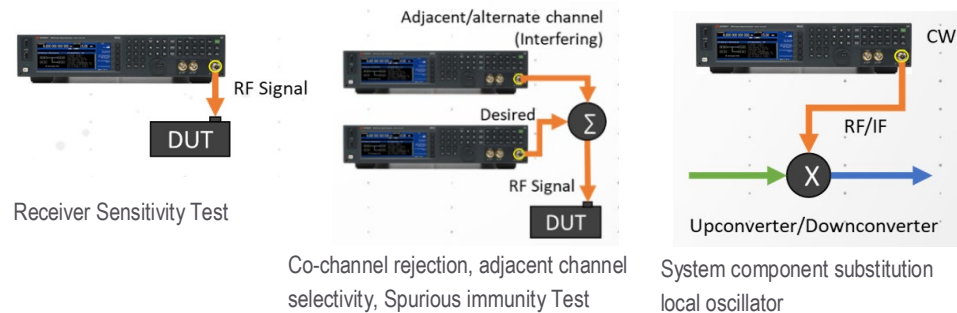 RF Signal
DUT
Receiver Sensitivity Test
Adjacent/alternate channel
(Interfering)
Desired
Σ
RF Signal
DUT
Co-channel rejection, adjacent channel
selectivity, Spurious immunity Test
CW
RF/IF
X
Upconverter/Downconverter
System component substitution
local oscillator